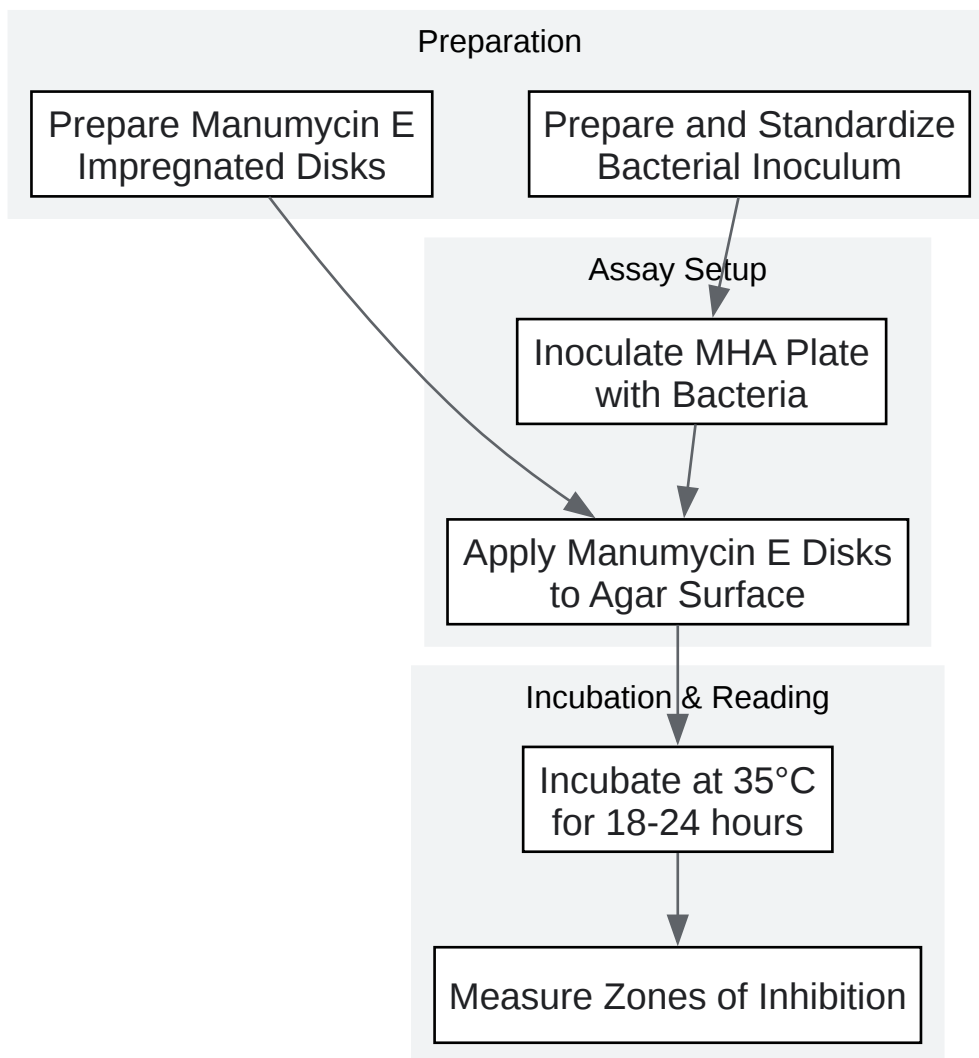 Preparation
Prepare Manumycin E
Impregnated Disks
Prepare and Standardize
Bacterial Inoculum
Assay Setup
Inoculate MHA Plate
with Bacteria
Apply Manumycin E Disks
to Agar Surface
Incubation & Reading
Incubate at 35°C
for 18-24 hours
Measure Zones of Inhibition